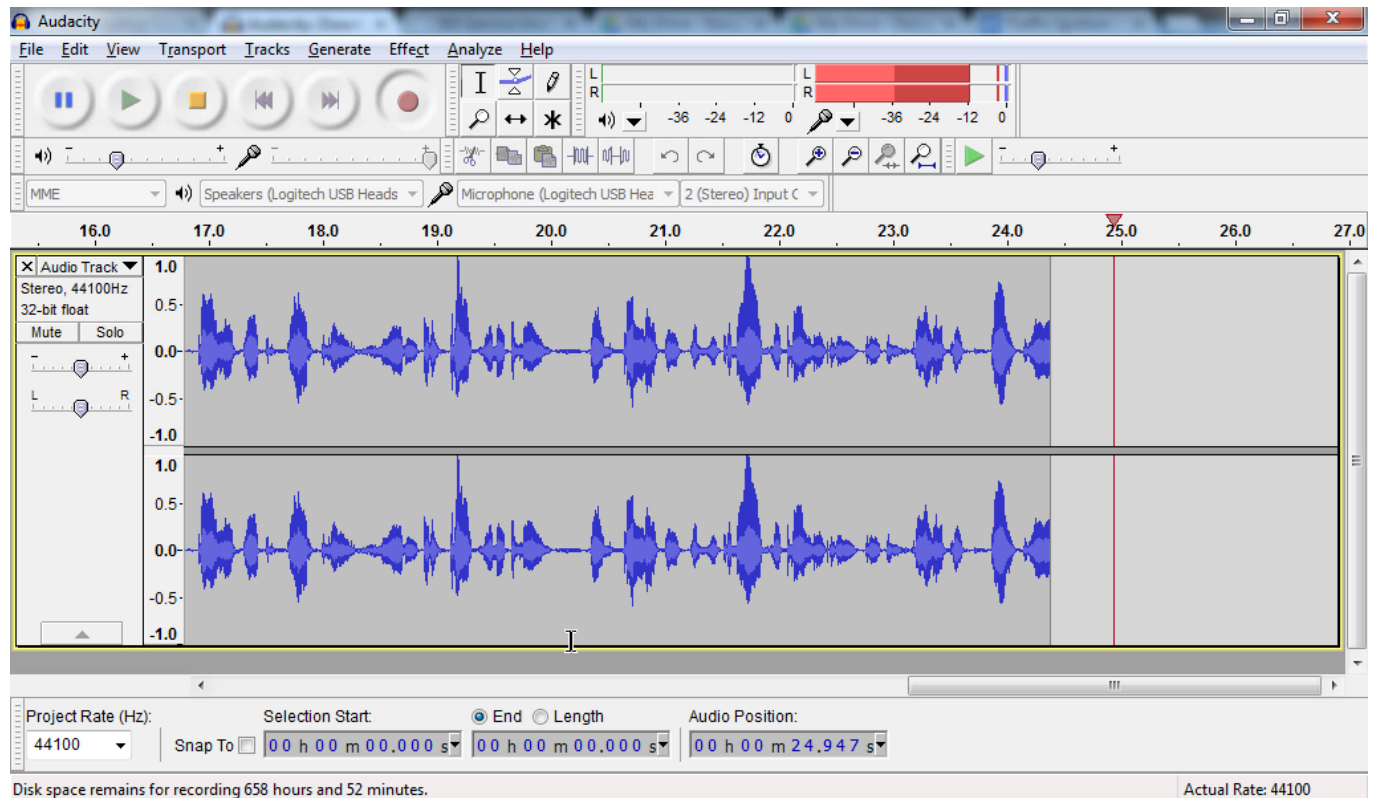 Audacity
File Edit View Transport Tracks Generate Effect Analyze Help
L
R
-36 -24 -12 0
L
R
-36 -24 -12 0
MME
Speakers (Logitech USB Heads
Microphone (Logitech USB Hea
2 (Stereo) Input C
16.0 17.0 18.0 19.0 20.0 21.0 22.0 23.0 24.0 25.0 26.0 27.0
X Audio Track
Stereo, 44100Hz
32-bit float
Mute Solo
- +
L R
1.0
0.5-
0.0-
-0.5-
-1.0
1.0
0.5-
0.0-
-0.5-
-1.0
Project Rate (Hz): Selection Start: End Length Audio Position:
44100 Snap To 00 h 00 m 00.000 s 00 h 00 m 00.000 s 00 h 00 m 24.947 s
Disk space remains for recording 658 hours and 52 minutes. Actual Rate: 44100